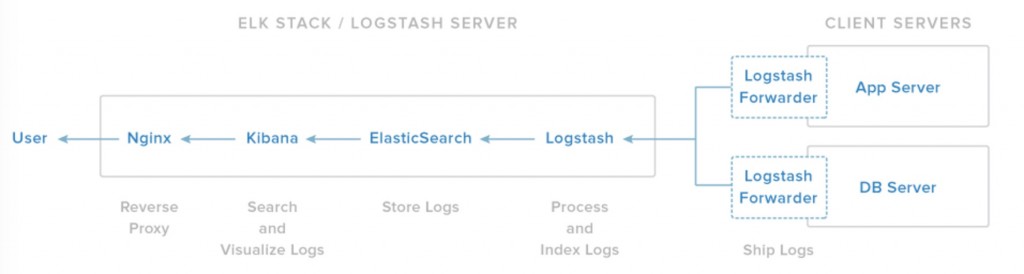 ELK STACK / LOGSTASH SERVER
CLIENT SERVERS
Logstash
Forwarder
App Server
User
Nginx
Kibana
ElasticSearch
Logstash
Logstash
Forwarder
DB Server
Reverse
Proxy
Search
and
Visualize Logs
Store Logs
Process
and
Index Logs
Ship Logs